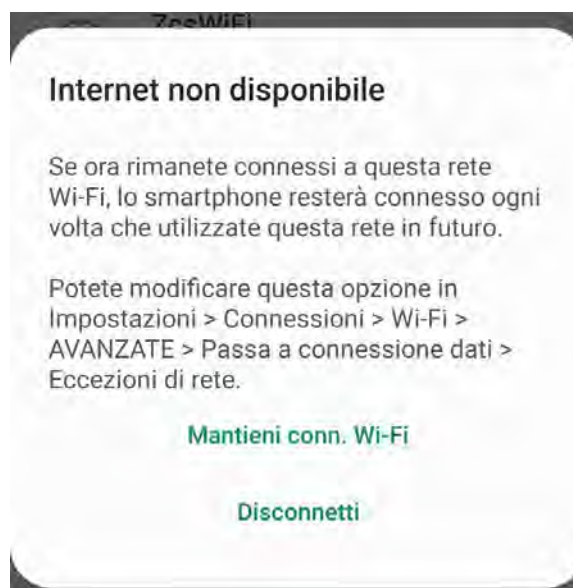 ZcsWiFi
Internet non disponibile
Se ora rimanete connessi a questa rete
Wi-Fi, lo smartphone resterà connesso ogni
volta che utilizzate questa rete in futuro.
Potete modificare questa opzione in
Impostazioni > Connessioni > Wi-Fi >
AVANZATE > Passa a connessione dati >
Eccezioni di rete.
Mantieni conn. Wi-Fi
Disconnetti